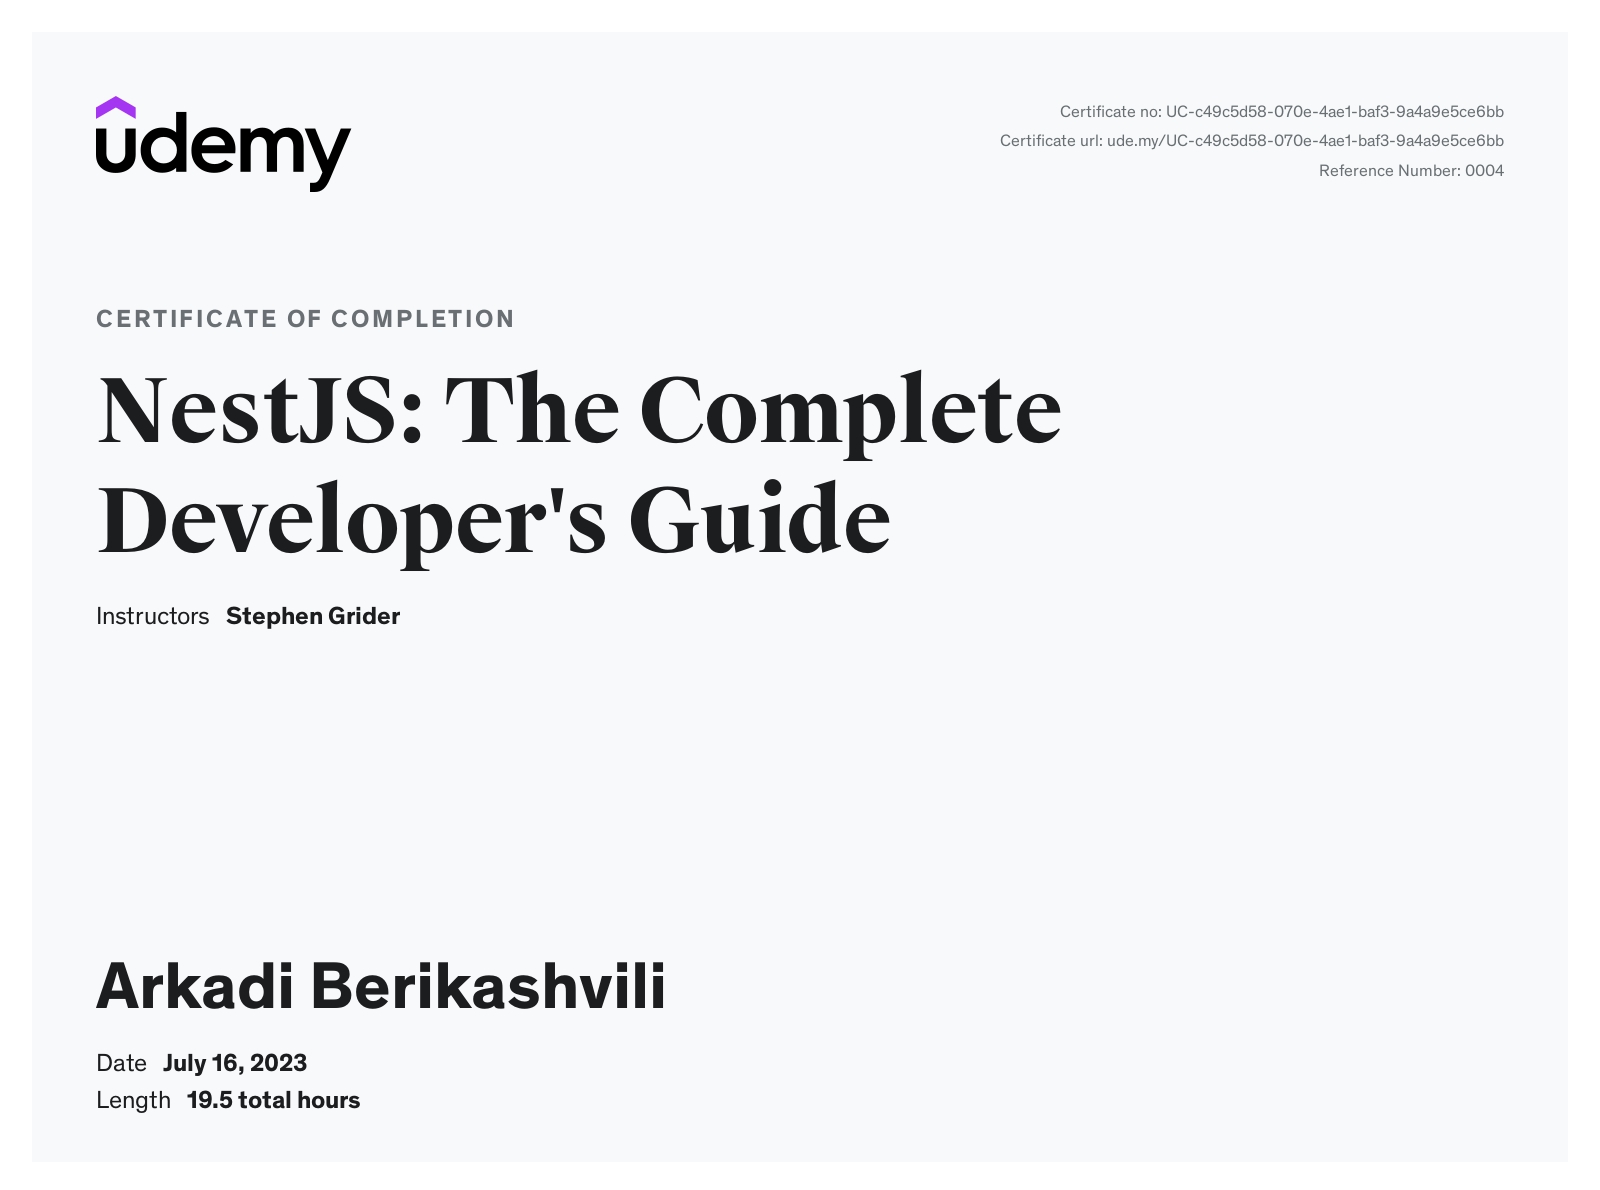 udemy
Certificate no: UC-c49c5d58-070e-4ae1-baf3-9a4a9e5ce6bb
Certificate url: ude.my/UC-c49c5d58-070e-4ae1-baf3-9a4a9e5ce6bb
Reference Number: 0004
CERTIFICATE OF COMPLETION
NestJS: The Complete
Developer's Guide
Instructors Stephen Grider
Arkadi Berikashvili
Date July 16, 2023
Length 19.5 total hours